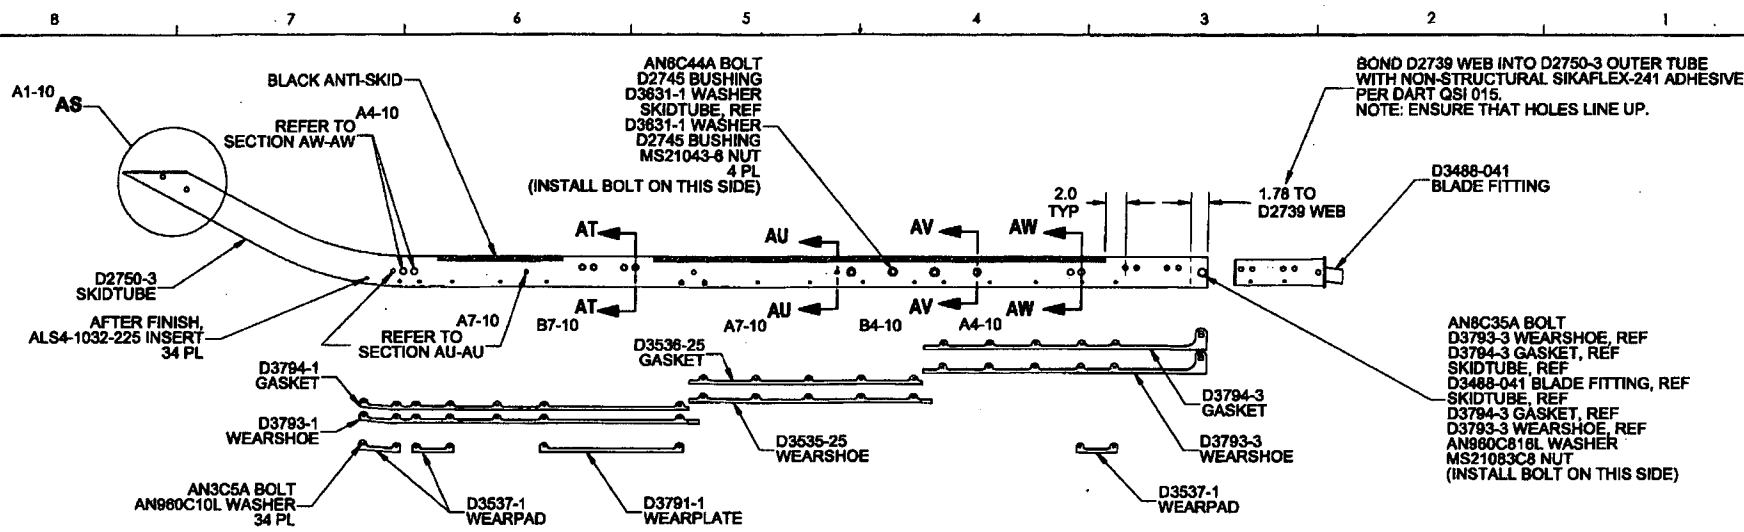 8 7 6 5 4 3 2 1
A1-10
AS
BLACK ANTI-SKID
A4-10
REFER TO
SECTION AW-AW
AN6C44A BOLT
D2745 BUSHING
D3631-1 WASHER
SKIDTUBE, REF
D3631-1 WASHER
D2745 BUSHING
MS21043-6 NUT
4 PL
(INSTALL BOLT ON THIS SIDE)
BOND D2739 WEB INTO D2750-3 OUTER TUBE
WITH NON-STRUCTURAL SIKAFLEX-241 ADHESIVE
PER DART QSI 015.
NOTE: ENSURE THAT HOLES LINE UP.
D3488-041
BLADE FITTING
2.0
TYP
1.78 TO
D2739 WEB
AT
AU
AV
AW
D2750-3
SKIDTUBE
AFTER FINISH,
ALS4-1032-225 INSERT
34 PL
A7-10
REFER TO
SECTION AU-AU
B7-10
AT
A7-10
AU
B4-10
AV
A4-10
AW
D3794-1
GASKET
D3793-1
WEARSHOE
AN3C5A BOLT
AN960C10L WASHER
34 PL
D3537-1
WEARPAD
D3791-1
WEARPLATE
D3536-25
GASKET
D3535-25
WEARSHOE
D3794-3
GASKET
D3793-3
WEARSHOE
D3537-1
WEARPAD
AN8C35A BOLT
D3793-3 WEARSHOE, REF
D3794-3 GASKET, REF
SKIDTUBE, REF
D3488-041 BLADE FITTING, REF
SKIDTUBE, REF
D3794-3 GASKET, REF
D3793-3 WEARSHOE, REF
AN960C816L WASHER
MS21083C8 NUT
(INSTALL BOLT ON THIS SIDE)